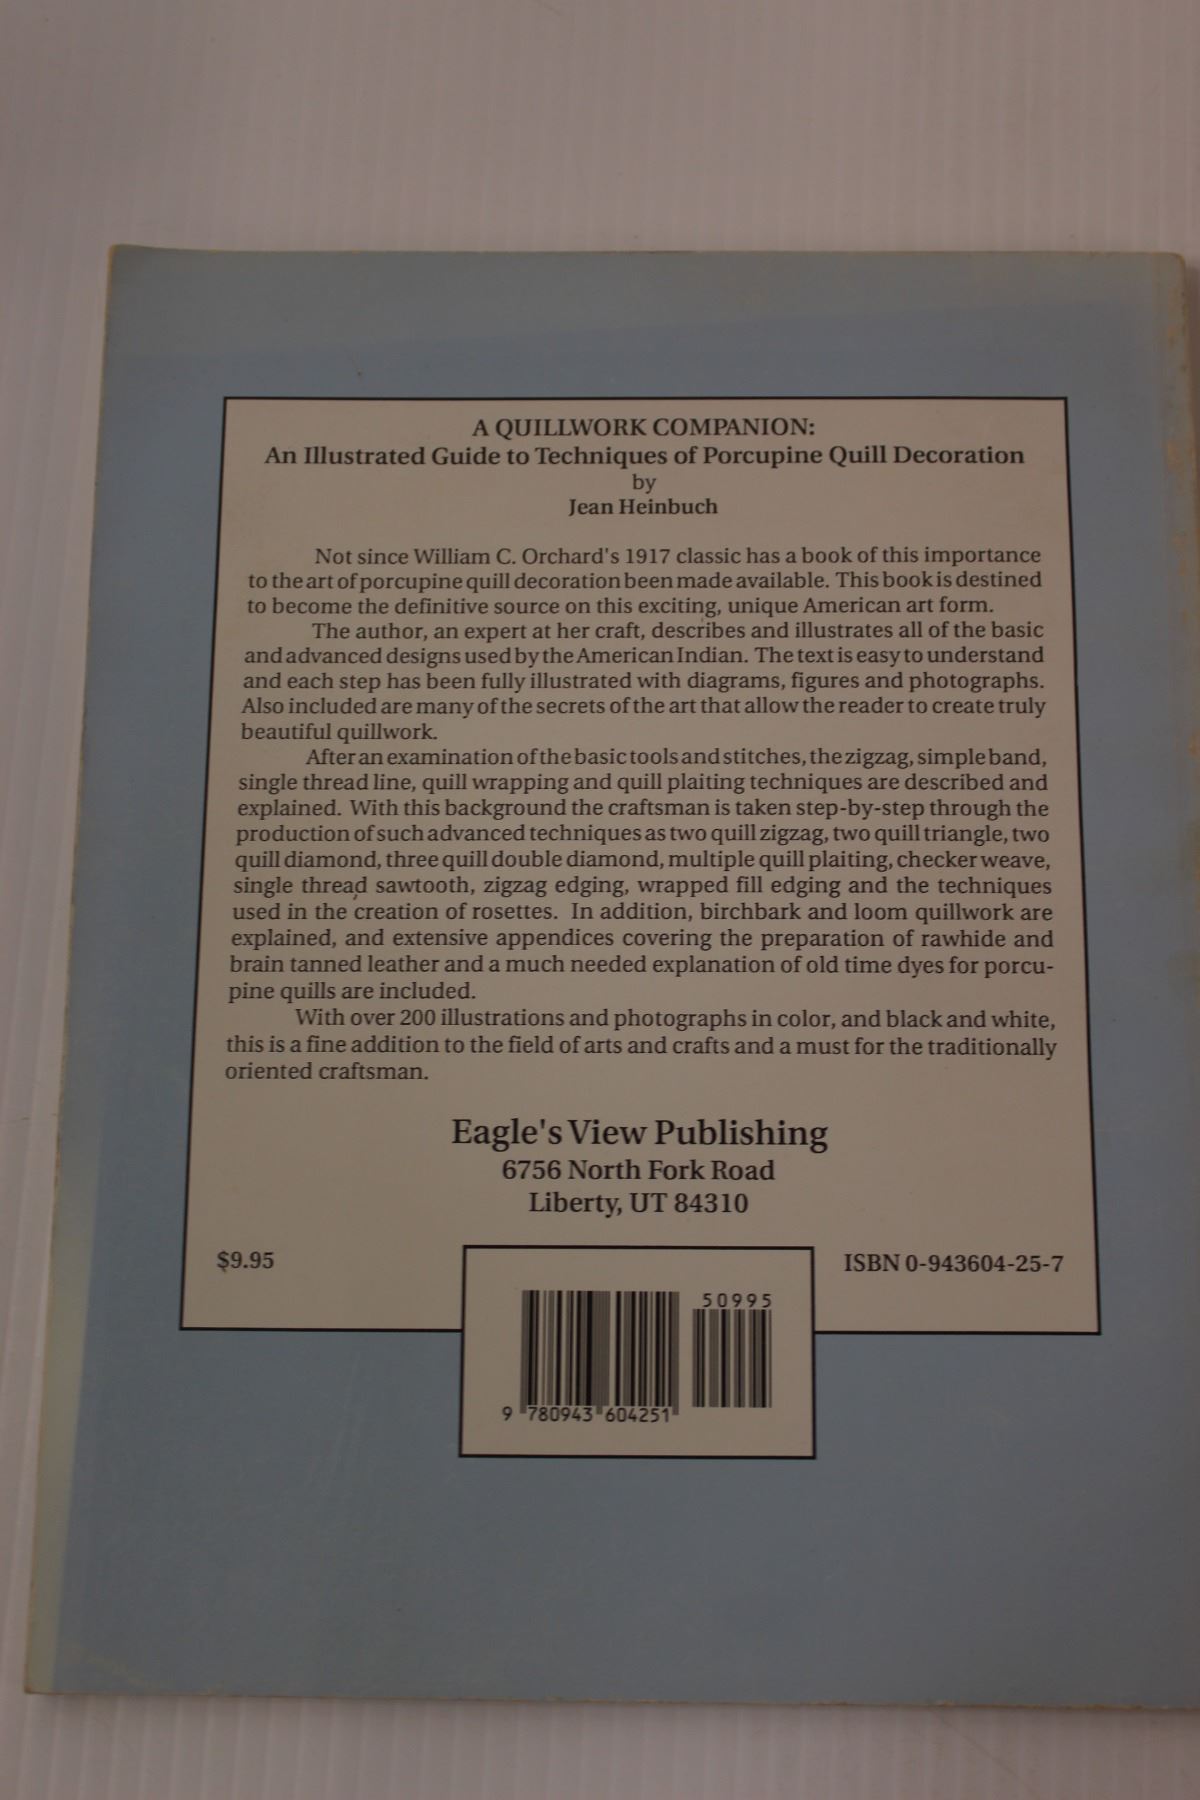 A QUILLWORK COMPANION:
An Illustrated Guide to Techniques of Porcupine Quill Decoration
by
Jean Heinbuch
Not since William C. Orchard's 1917 classic has a book of this importance
to the art of porcupine quill decoration been made available. This book is destined
to become the definitive source on this exciting, unique American art form.
The author, an expert at her craft, describes and illustrates all of the basic
and advanced designs used by the American Indian. The text is easy to understand
and each step has been fully illustrated with diagrams, figures and photographs.
Also included are many of the secrets of the art that allow the reader to create truly
beautiful quillwork.
After an examination of the basic tools and stitches, the zigzag, simple band,
single thread line, quill wrapping and quill plaiting techniques are described and
explained. With this background the craftsman is taken step-by-step through the
production of such advanced techniques as two quill zigzag, two quill triangle, two
quill diamond, three quill double diamond, multiple quill plaiting, checker weave,
single thread sawtooth, zigzag edging, wrapped fill edging and the techniques
used in the creation of rosettes. In addition, birchbark and loom quillwork are
explained, and extensive appendices covering the preparation of rawhide and
brain tanned leather and a much needed explanation of old time dyes for porcu-
pine quills are included.
With over 200 illustrations and photographs in color, and black and white,
this is a fine addition to the field of arts and crafts and a must for the traditionally
oriented craftsman.
Eagle's View Publishing
6756 North Fork Road
Liberty, UT 84310
$9.95
ISBN 0-943604-25-7
50995
9 780943 604251